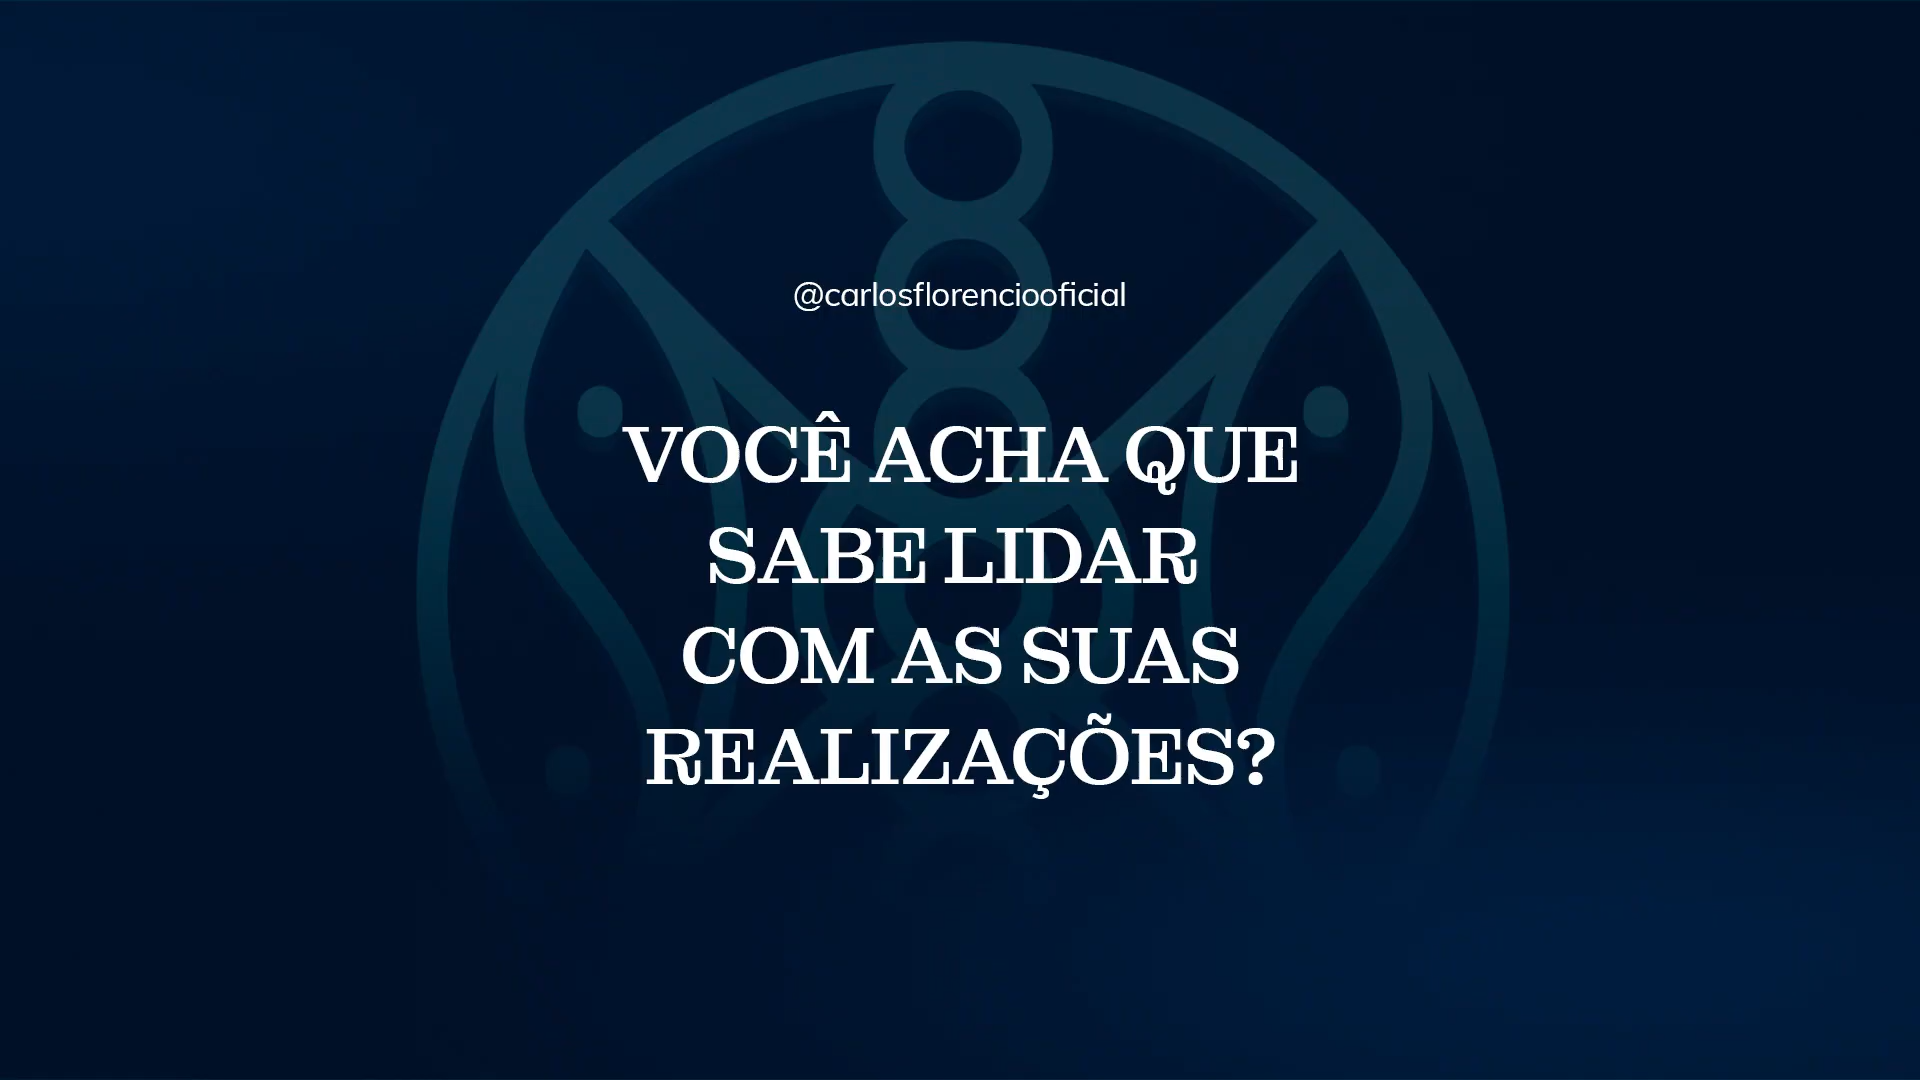 @carlosflorenciooficial
VOCÊ ACHA QUE
SABE LIDAR
COM AS SUAS
REALIZAÇÕES?